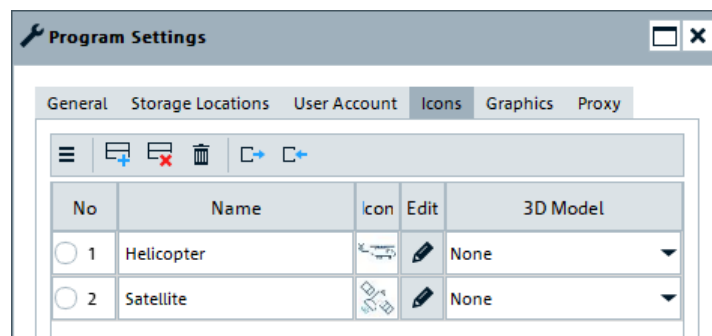 Program Settings
General Storage Locations User Account Icons Graphics Proxy
No Name Icon Edit 3D Model
1 Helicopter None
2 Satellite None